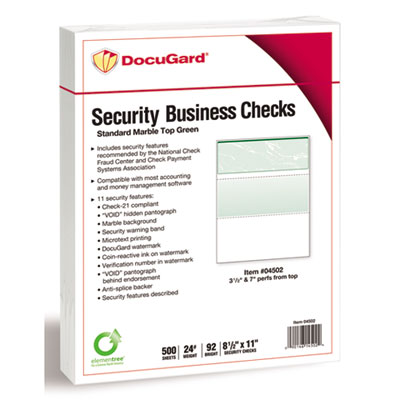 DocuGard®
Security Business Checks
Standard Marble Top Green
▸ Includes security features
recommended by the National Check
Fraud Center and Check Payment
Systems Association
▸ Compatible with most accounting
and money management software
▸ 11 security features:
• Check-21 compliant
• "VOID" hidden pantograph
• Marble background
• Security warning band
• Microtext printing
• DocuGard watermark
• Coin-reactive ink on watermark
• Verification number in watermark
• "VOID" pantograph
behind endorsement
• Anti-splice backer
• Security features described
Item #04502
3½" & 7" perfs from top
Item 04502
elementree
500 SHEETS
24# WEIGHT
92 BRIGHT
8½" x 11" SECURITY CHECKS